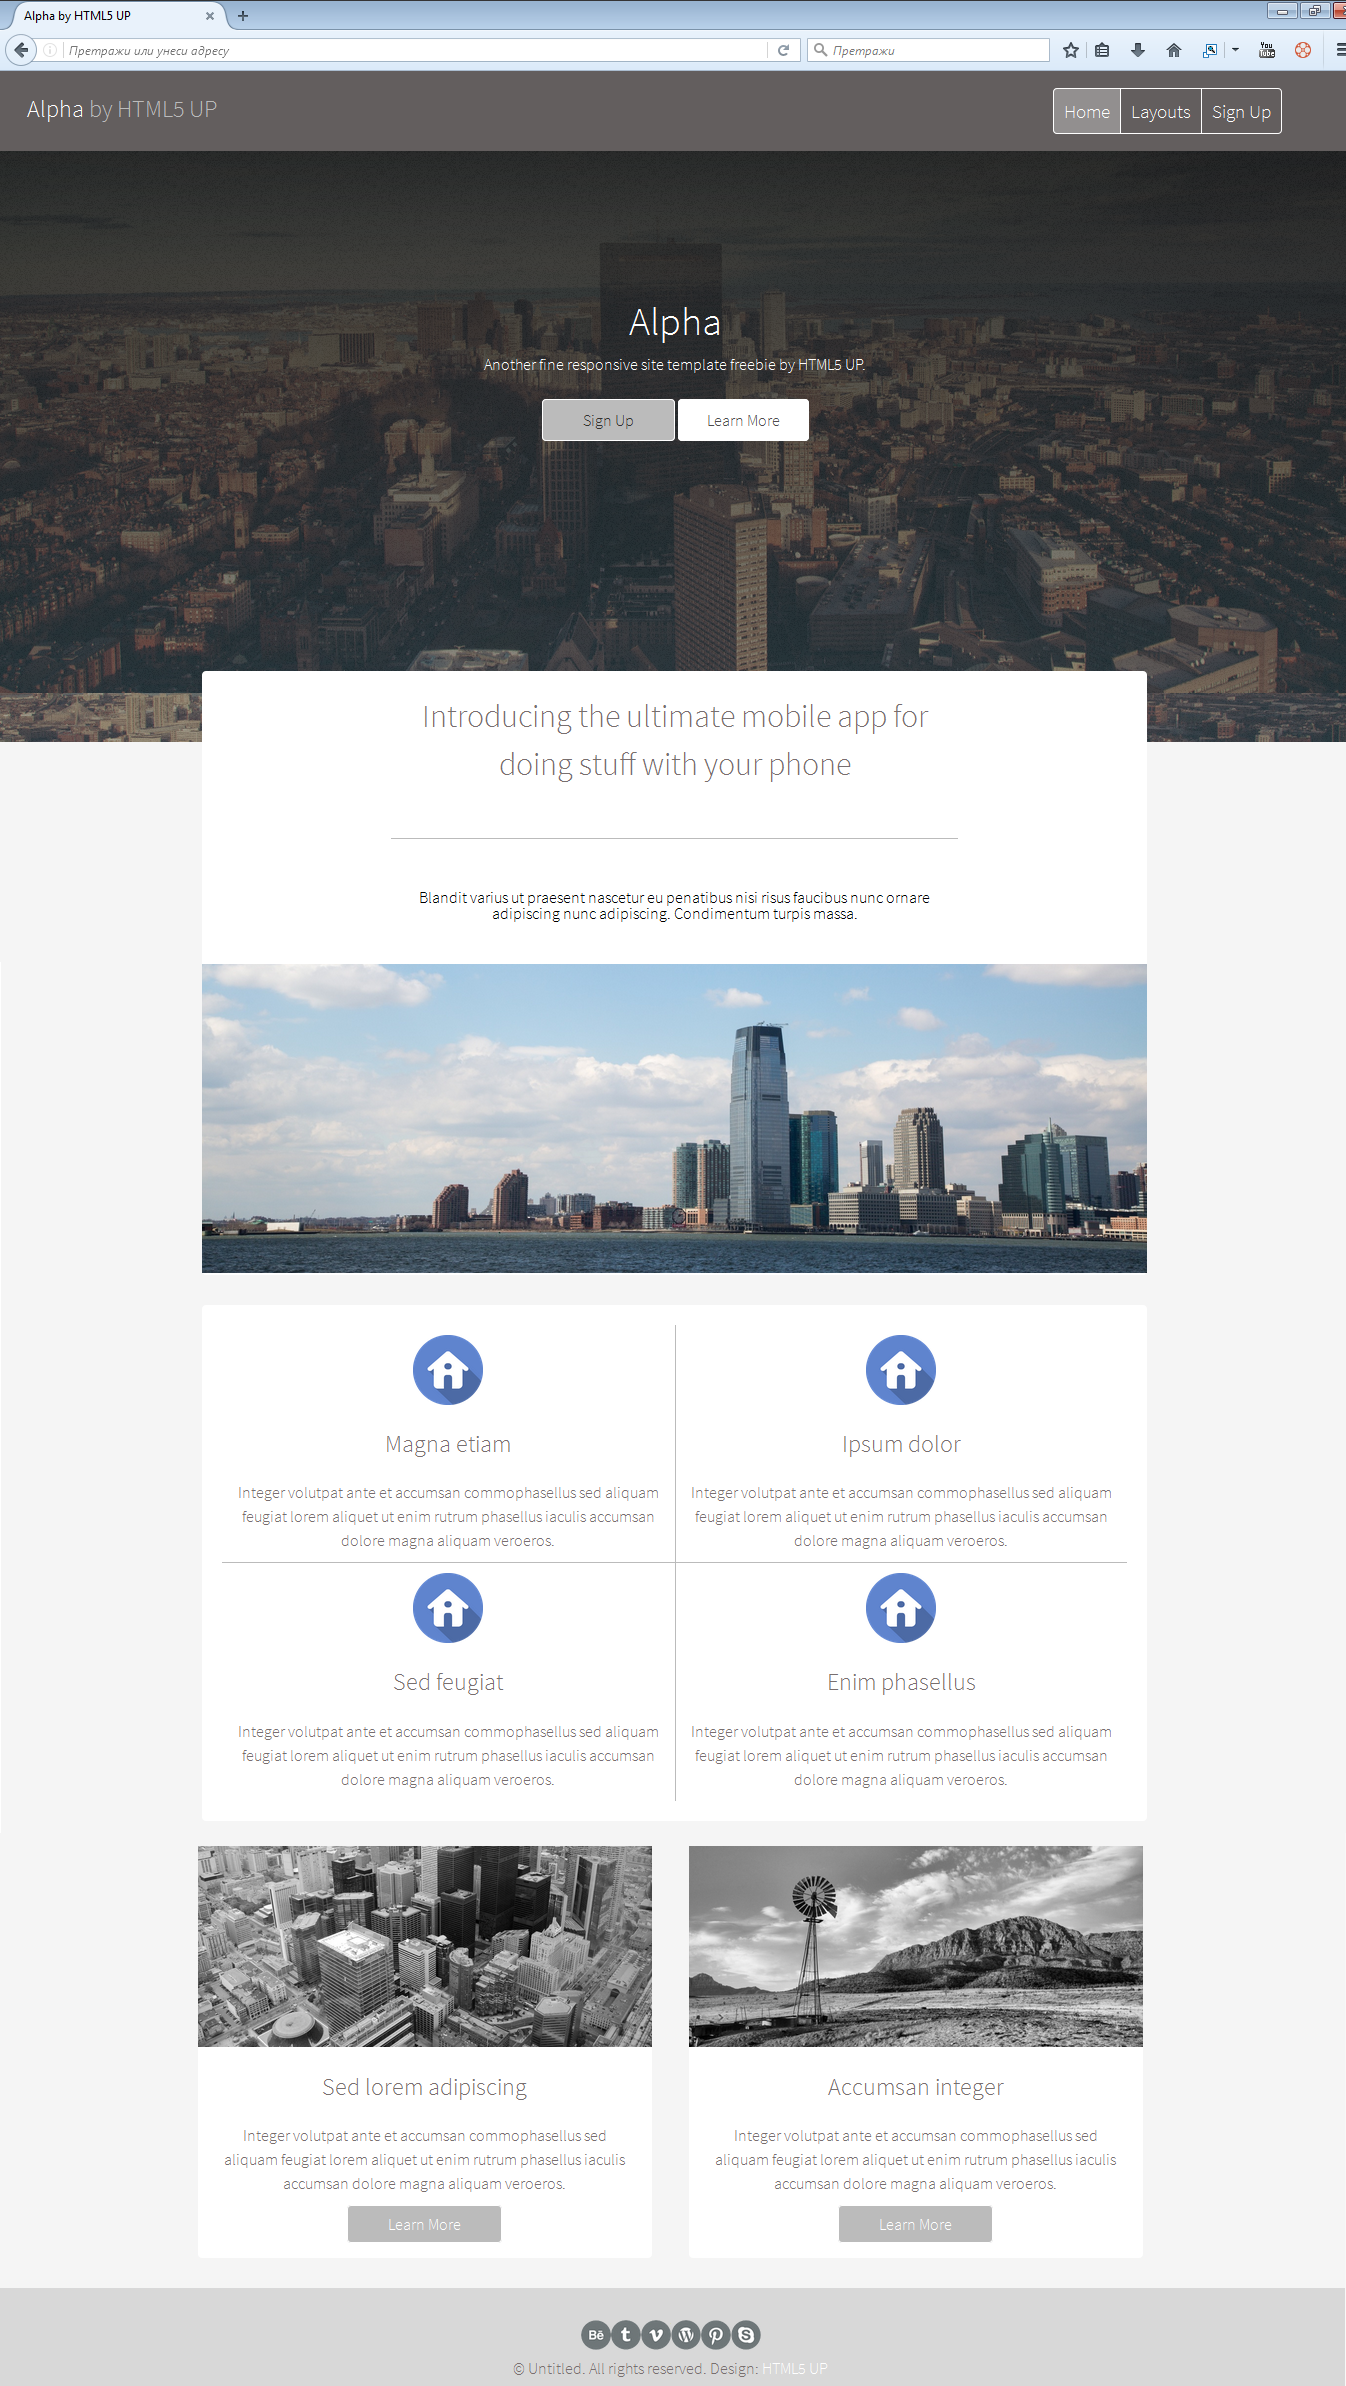 Alpha by HTML5 UP
Претражи или унеси адресу
Претражи
You
Tube
Alpha by HTML5 UP
Home
Layouts
Sign Up
Alpha
Another fine responsive site template freebie by HTML5 UP.
Sign Up
Learn More
Introducing the ultimate mobile app for
doing stuff with your phone
Blandit varius ut praesent nascetur eu penatibus nisi risus faucibus nunc ornare
adipiscing nunc adipiscing. Condimentum turpis massa.
Magna etiam
Integer volutpat ante et accumsan commophasellus sed aliquam
feugiat lorem aliquet ut enim rutrum phasellus iaculis accumsan
dolore magna aliquam veroeros.
Ipsum dolor
Integer volutpat ante et accumsan commophasellus sed aliquam
feugiat lorem aliquet ut enim rutrum phasellus iaculis accumsan
dolore magna aliquam veroeros.
Sed feugiat
Integer volutpat ante et accumsan commophasellus sed aliquam
feugiat lorem aliquet ut enim rutrum phasellus iaculis accumsan
dolore magna aliquam veroeros.
Enim phasellus
Integer volutpat ante et accumsan commophasellus sed aliquam
feugiat lorem aliquet ut enim rutrum phasellus iaculis accumsan
dolore magna aliquam veroeros.
Sed lorem adipiscing
Integer volutpat ante et accumsan commophasellus sed
aliquam feugiat lorem aliquet ut enim rutrum phasellus iaculis
accumsan dolore magna aliquam veroeros.
Learn More
Accumsan integer
Integer volutpat ante et accumsan commophasellus sed
aliquam feugiat lorem aliquet ut enim rutrum phasellus iaculis
accumsan dolore magna aliquam veroeros.
Learn More
Bē
© Untitled. All rights reserved. Design: HTML5 UP